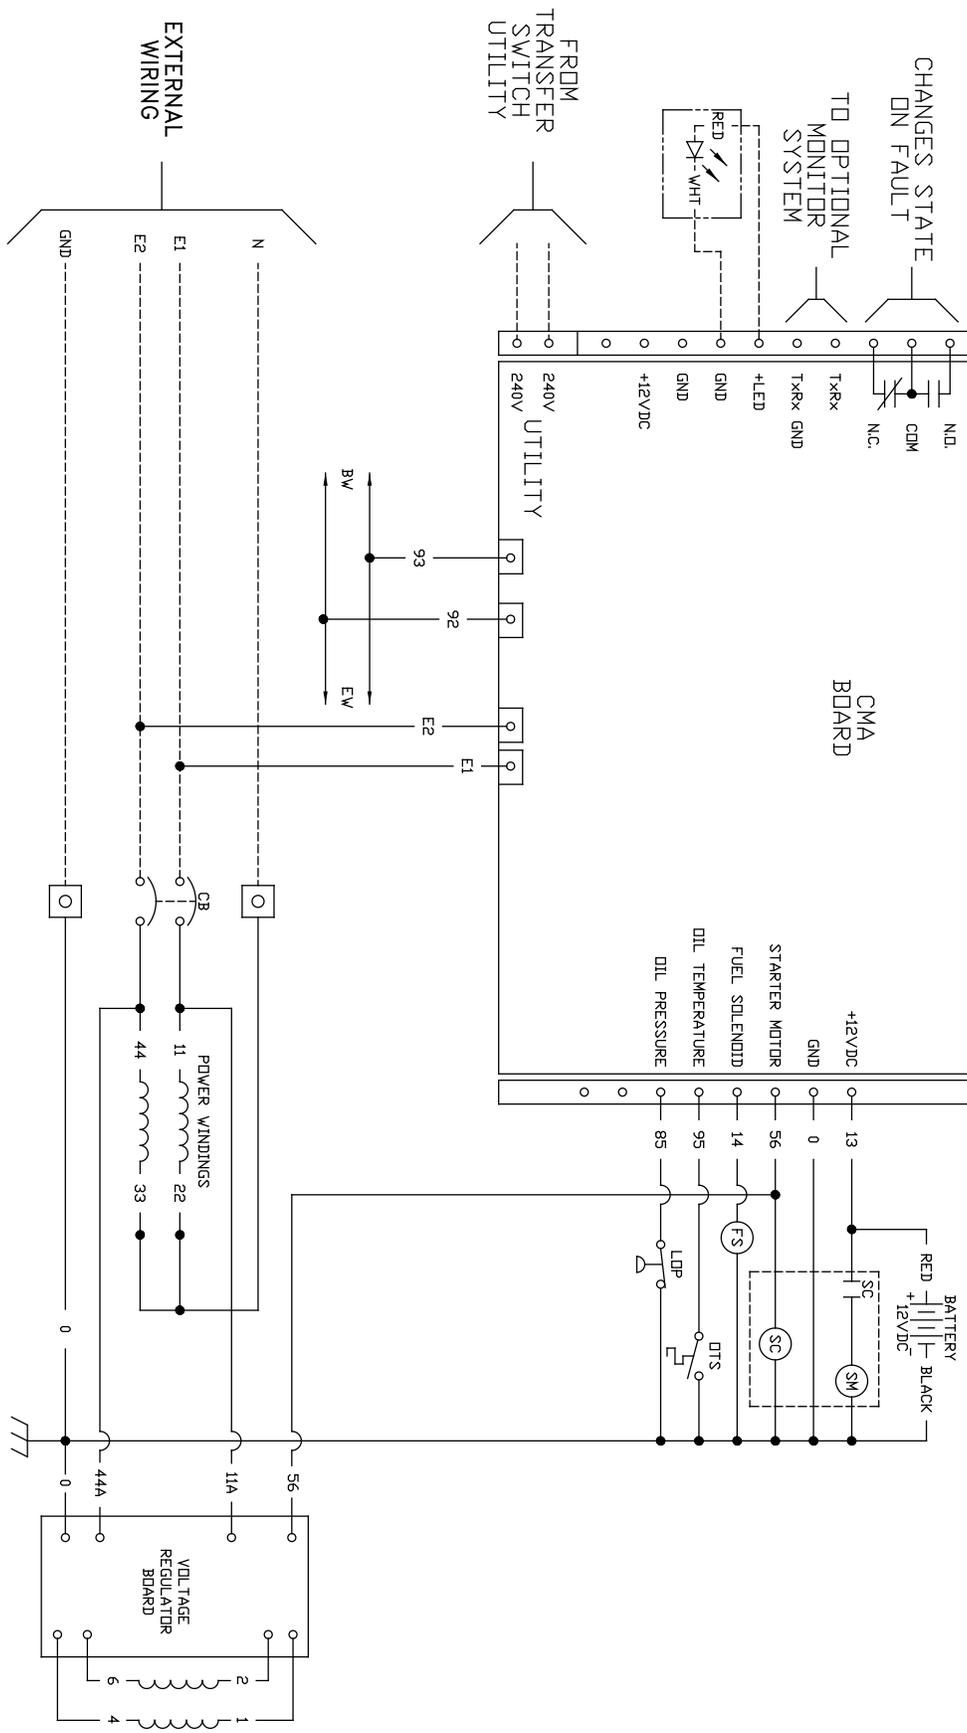 CHANGES STATE
ON FAULT
TO OPTIONAL
MONITOR
SYSTEM
RED
WHT
FROM
TRANSFER
SWITCH
UTILITY
EXTERNAL
WIRING
N
E1
E2
GND
N.O.
COM
N.C.
TxRx
TxRx GND
+LED
GND
GND
+12VDC
240V
240V
UTILITY
BW
93
92
EW
E2
E1
CMA
BOARD
CB
+12VDC
GND
STARTER MOTOR
FUEL SOLENOID
OIL TEMPERATURE
OIL PRESSURE
13
0
56
14
95
85
POWER WINDINGS
11
22
44
33
FS
LOP
OTS
SC
SC
SM
RED
BATTERY
+
12VDC
-
BLACK
0
56
11A
44A
0
VOLTAGE
REGULATOR
BOARD
2
6
1
4